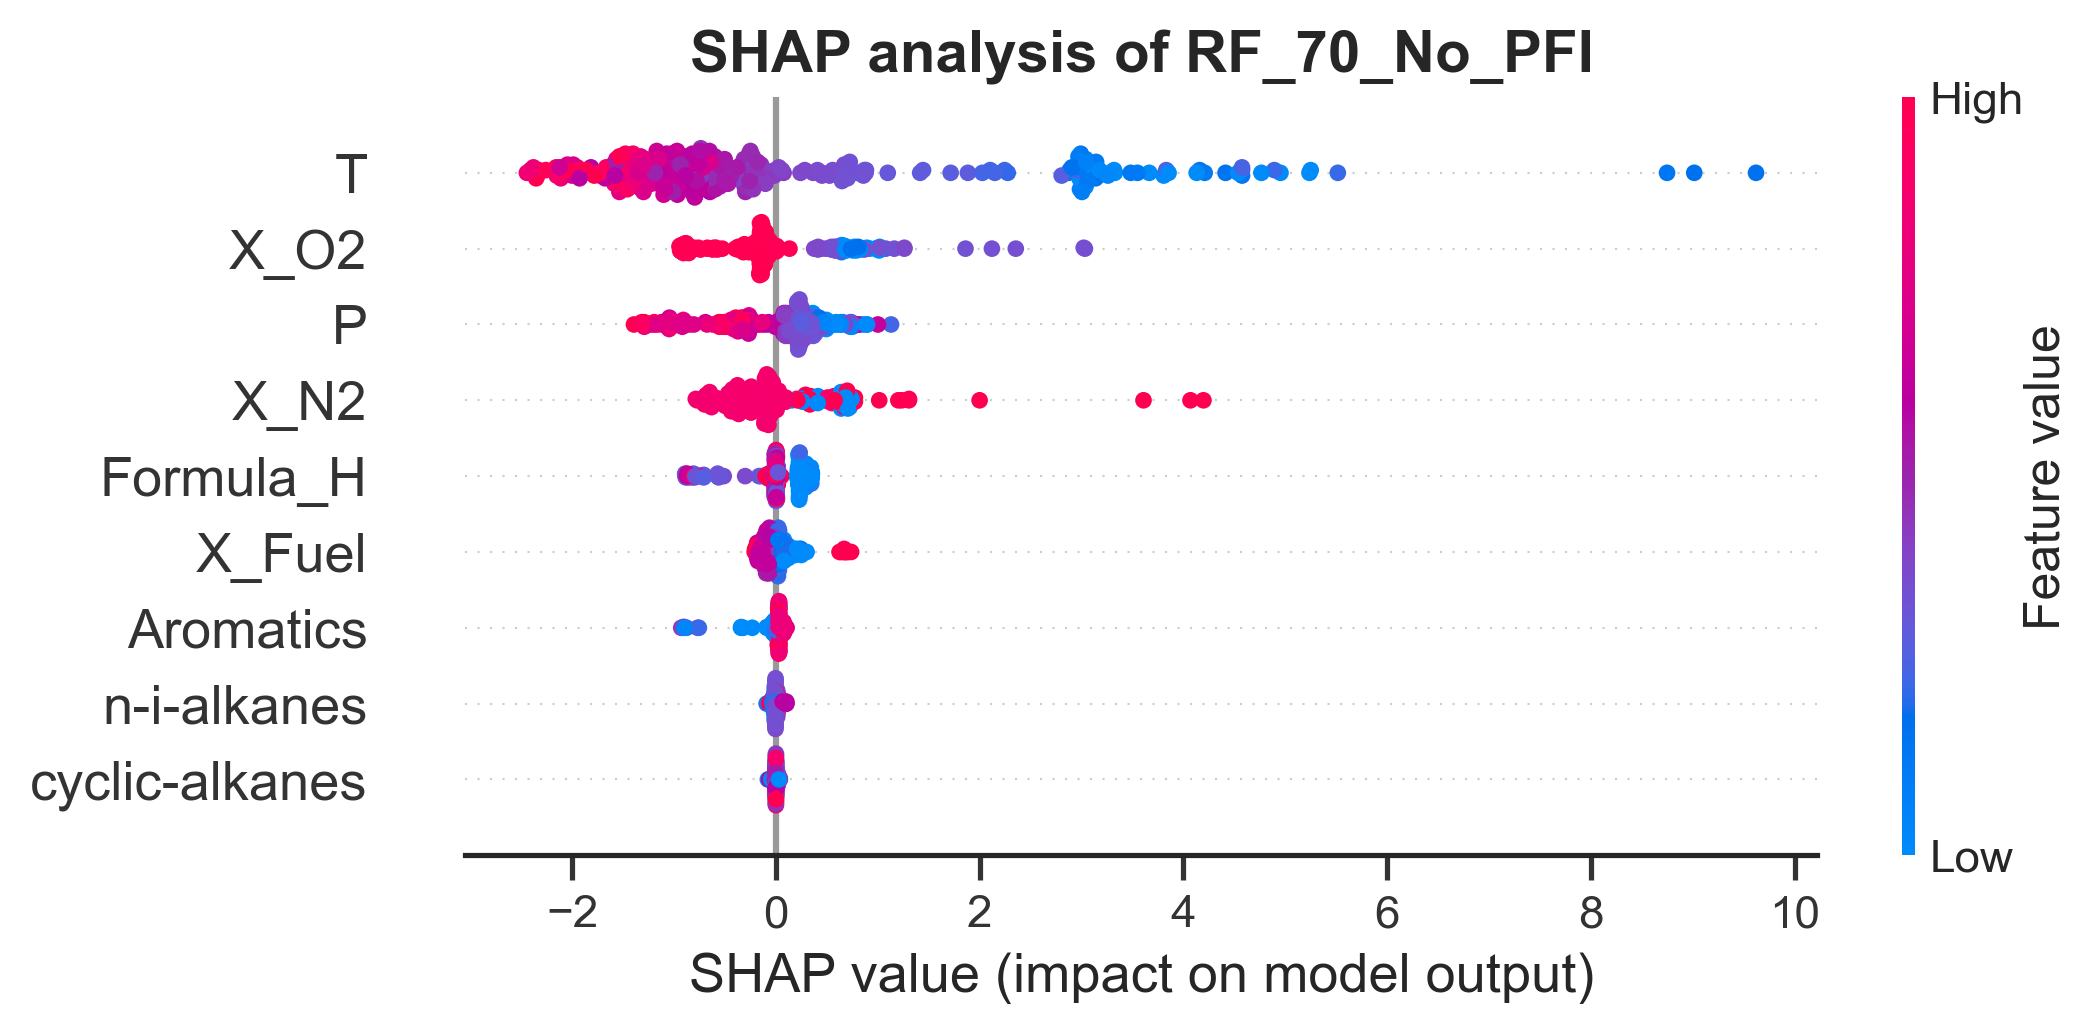 SHAP analysis of RF_70_No_PFI
High
T
X_O2
P
X_N2
Formula_H
X_Fuel
Aromatics
n-i-alkanes
cyclic-alkanes
Feature value
Low
−2 0 2 4 6 8 10
SHAP value (impact on model output)